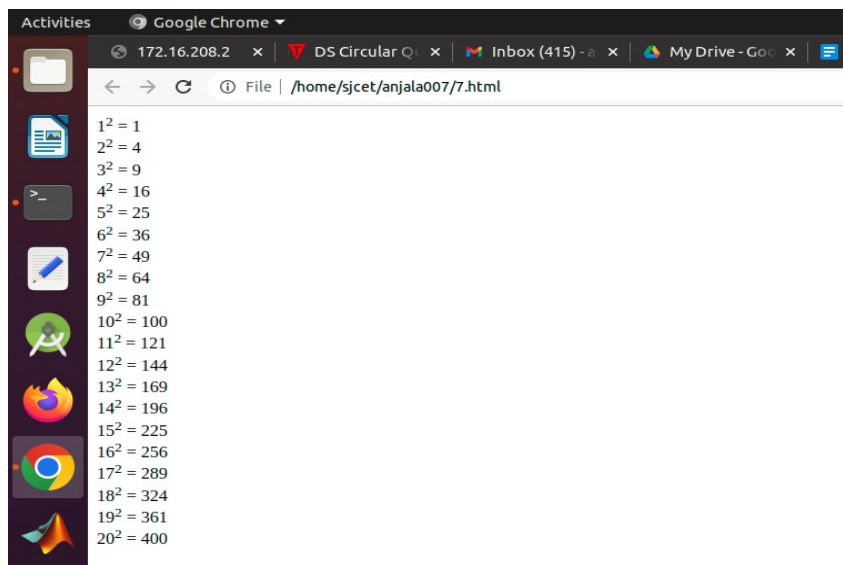 Activities Google Chrome
172.16.208.2 DS Circular Qu Inbox (415) - a My Drive - Goo
File /home/sjcet/anjala007/7.html
1² = 1
2² = 4
3² = 9
4² = 16
5² = 25
6² = 36
7² = 49
8² = 64
9² = 81
10² = 100
11² = 121
12² = 144
13² = 169
14² = 196
15² = 225
16² = 256
17² = 289
18² = 324
19² = 361
20² = 400